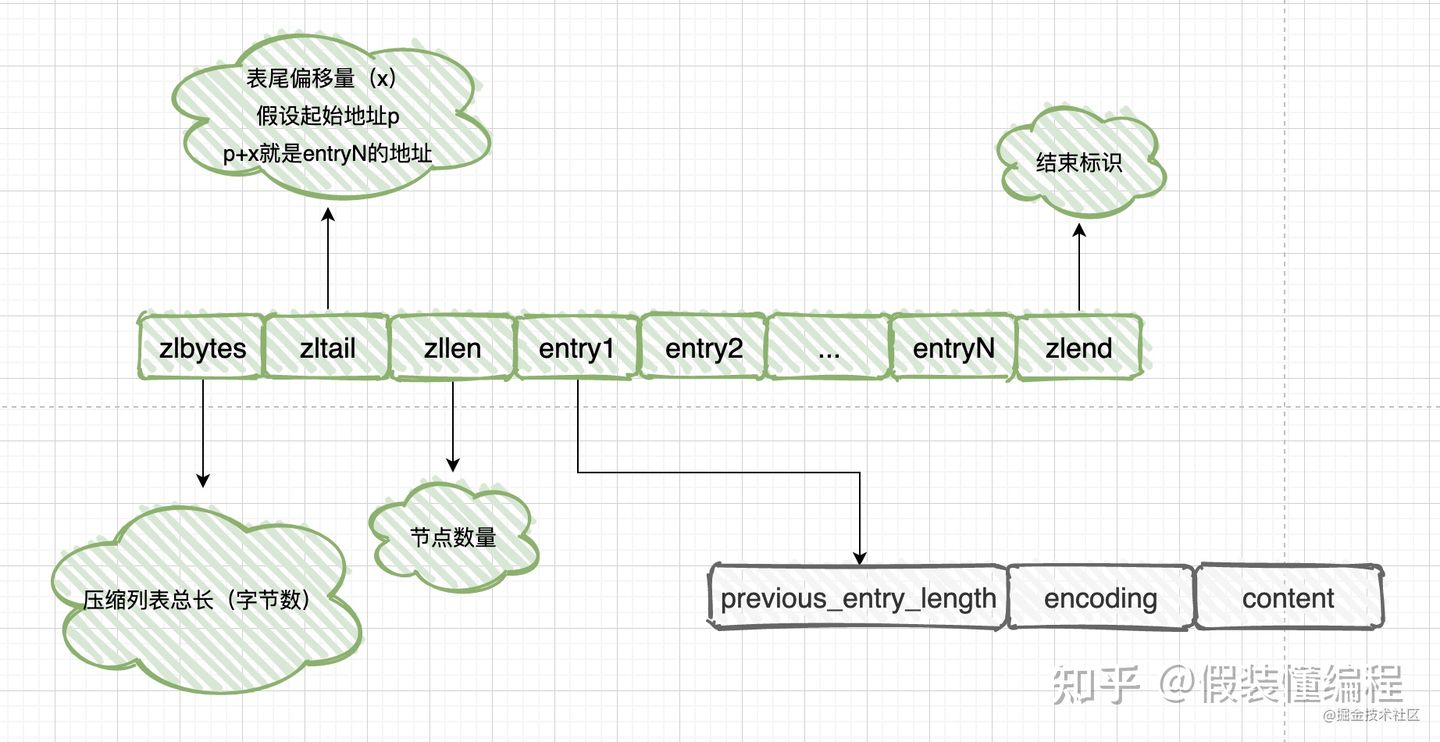 表尾偏移量（x）
假设起始地址p
p+x就是entryN的地址
结束标识
zlbytes
zltail
zllen
entry1
entry2
...
entryN
zlend
节点数量
压缩列表总长（字节数）
previous_entry_length
encoding
content
知乎 @假装懂编程
@掘金技术社区